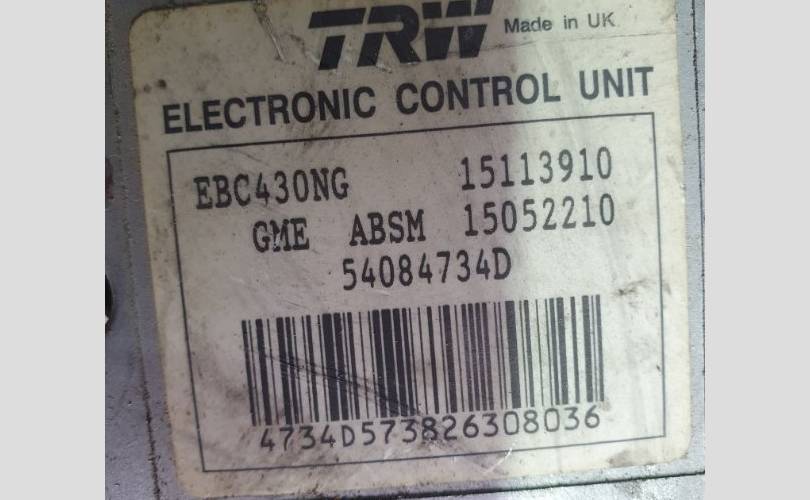 TRW Made in UK
ELECTRONIC CONTROL UNIT
EBC430NG 15113910
GME ABSM 15052210
54084734D
4734D573826308036